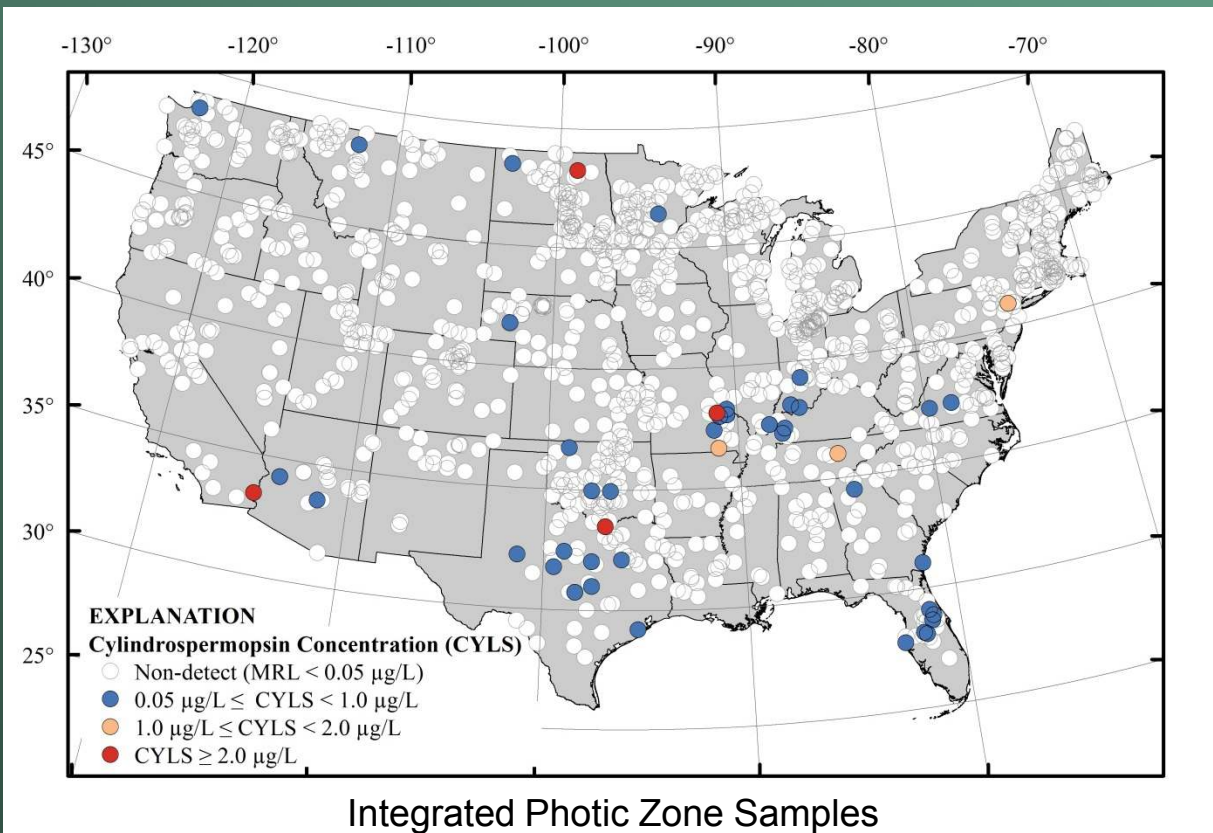 -130° -120° -110° -100° -90° -80° -70°
45°
40°
35°
30°
25°
EXPLANATION
Cylindrospermopsin Concentration (CYLS)
Non-detect (MRL < 0.05 µg/L)
0.05 µg/L ≤ CYLS < 1.0 µg/L
1.0 µg/L ≤ CYLS < 2.0 µg/L
CYLS ≥ 2.0 µg/L
Integrated Photic Zone Samples